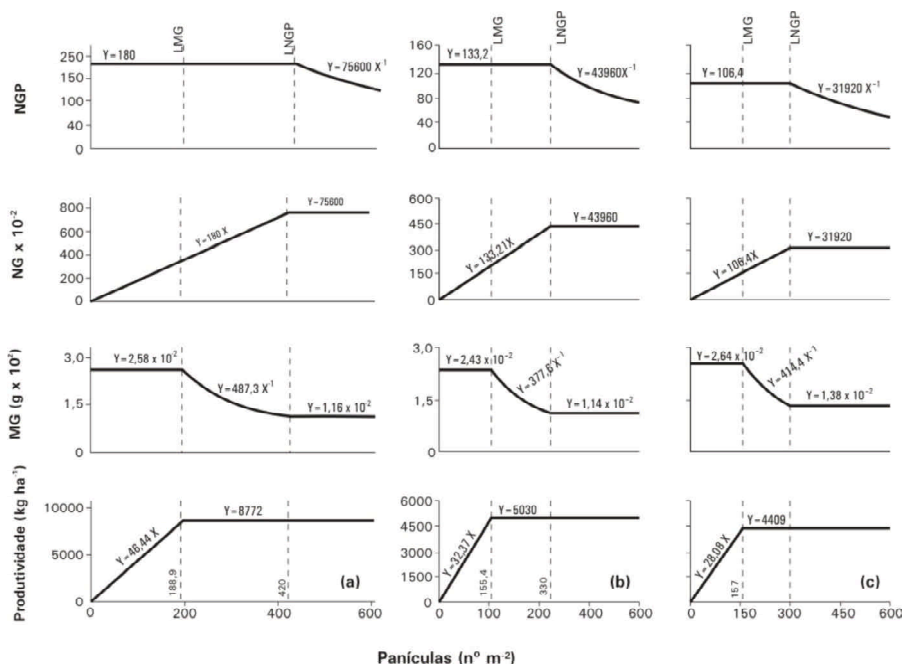 LMG
LNGP
LMG
LNGP
LMG
LNGP
NGP
250
150
100
40
0
Y=180
Y−75600 X⁻¹
160
120
80
40
0
Y=133,2
Y=43960X⁻¹
Y=106,4
Y=31920 X⁻¹
NG x 10⁻²
800
600
400
200
0
Y=180 X
Y−75600
600
450
300
150
0
Y=133,21X
Y=43960
Y=106,4X
Y−31920
MG (g x 10²)
3,0
1,5
0
Y=2,58 x 10⁻²
Y=487,3 X⁻¹
Y=1,16 x 10⁻²
3,0
1,5
0
Y=2,43 x 10⁻²
Y=377,6 X⁻¹
Y=1,14 x 10⁻²
Y=2,64 x 10⁻²
Y=414,4 X⁻¹
Y=1,38 x 10⁻²
Produtividade (kg ha⁻¹)
10000
5000
0
Y=46,44 X
Y−8772
188,9
420
(a)
6000
4500
3000
1500
0
Y=32,37 X
Y−5030
155,4
330
(b)
Y=28,08 X
Y=4409
157
300
(c)
0 200 400 600
0 100 200 330 400 600
0 150 300 450 600
Panículas (nº m⁻²)